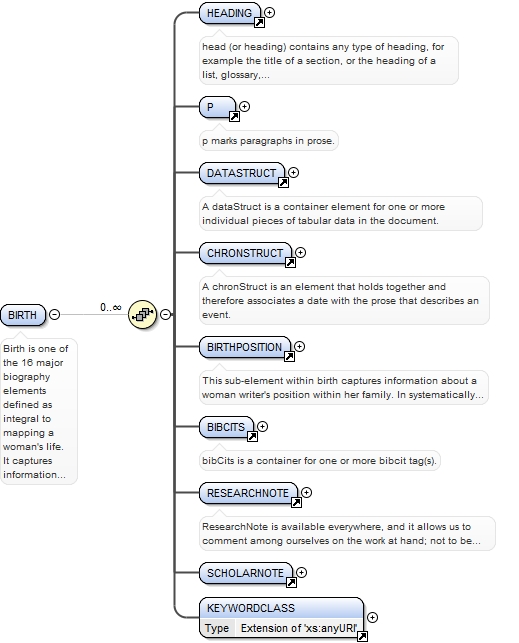 HEADING
head (or heading) contains any type of heading, for
example the title of a section, or the heading of a
list, glossary,...
P
p marks paragraphs in prose.
DATASTRUCT
A dataStruct is a container element for one or more
individual pieces of tabular data in the document.
CHRONSTRUCT
A chronStruct is an element that holds together and
therefore associates a date with the prose that describes an
event.
BIRTH
0..∞
Birth is one of
the 16 major
biography
elements
defined as
integral to
mapping a
woman's life.
It captures
information...
BIRTHPOSITION
This sub-element within birth captures information about a
woman writer's position within her family. In systematically...
BIBCITS
bibCits is a container for one or more bibcit tag(s).
RESEARCHNOTE
ResearchNote is available everywhere, and it allows us to
comment among ourselves on the work at hand; not to be...
SCHOLARNOTE
KEYWORDCLASS
Type Extension of 'xs:anyURI'